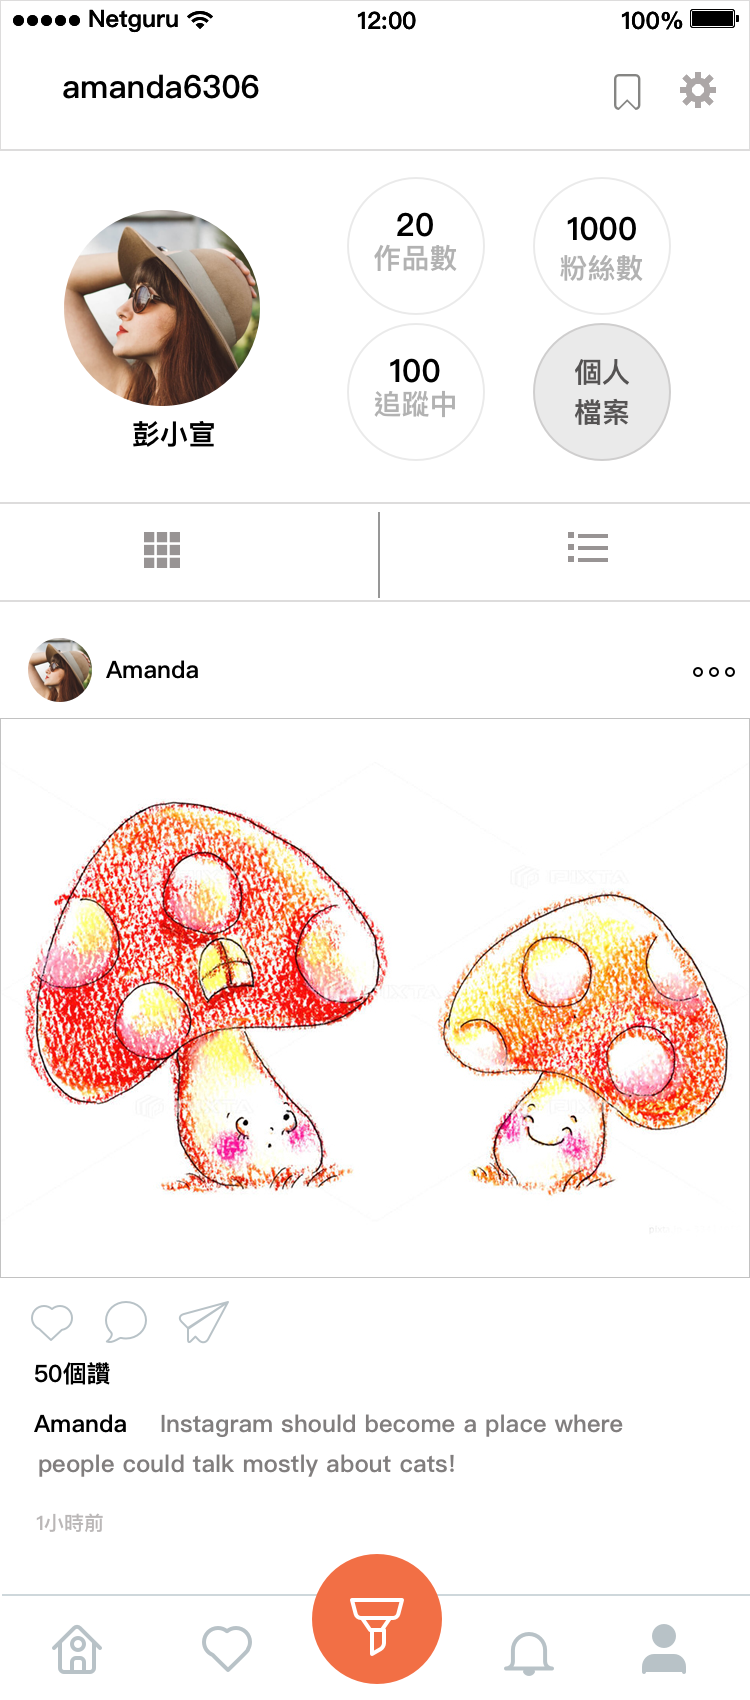 Netguru 12:00 100%
amanda6306
20
作品數
1000
粉絲數
100
追蹤中
個人
檔案
彭小宣
Amanda
PIXTA
50個讚
Amanda Instagram should become a place where
people could talk mostly about cats!
1小時前